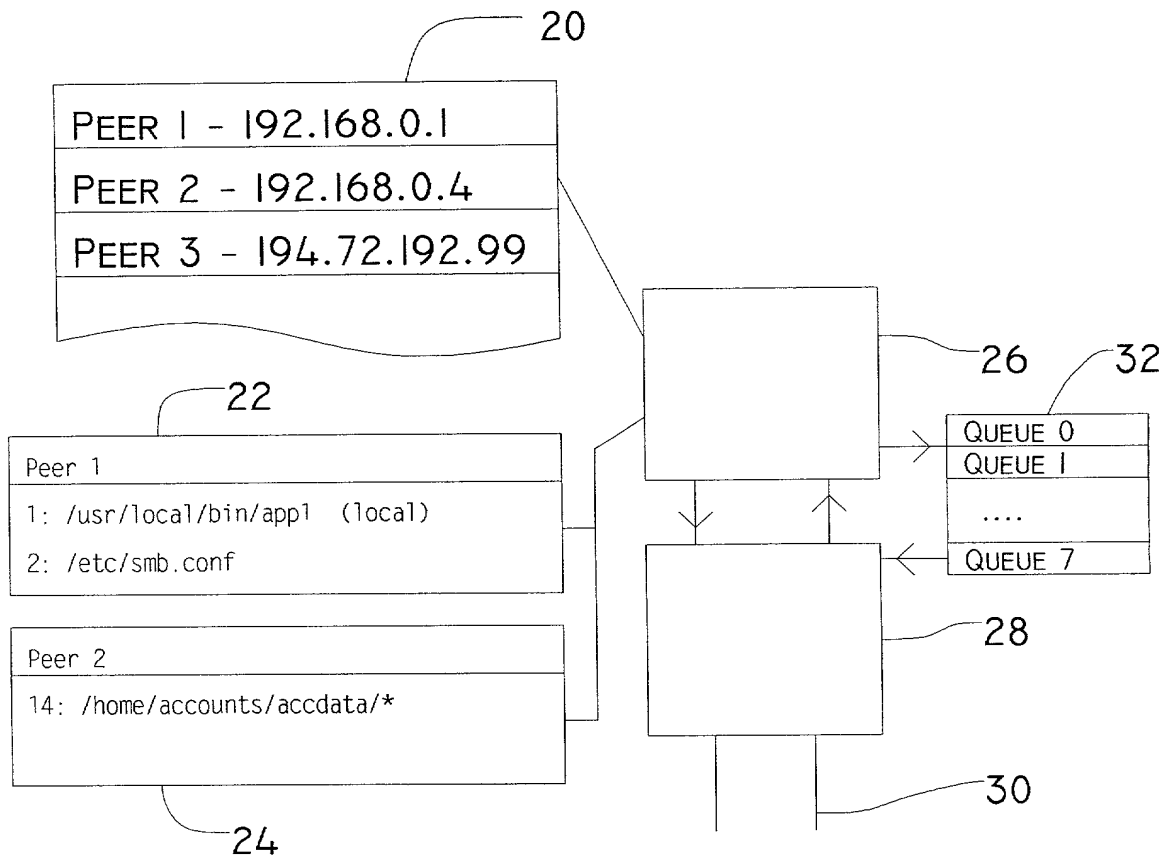 20
PEER 1 - 192.168.0.1
PEER 2 - 192.168.0.4
PEER 3 - 194.72.192.99
26
32
22
QUEUE 0
QUEUE 1
....
QUEUE 7
Peer 1
1: /usr/local/bin/app1 (local)
2: /etc/smb.conf
28
Peer 2
14: /home/accounts/accdata/*
30
24